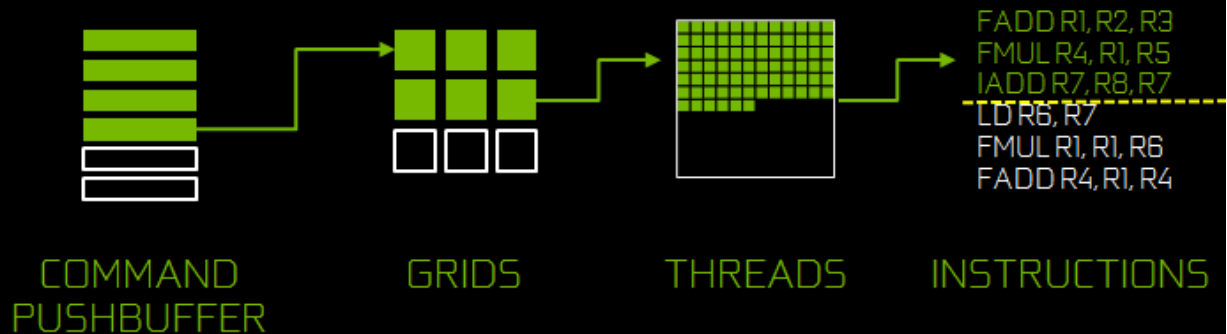 FADD R1, R2, R3
FMUL R4, R1, R5
IADD R7, R8, R7
LD R6, R7
FMUL R1, R1, R6
FADD R4, R1, R4
COMMAND
PUSHBUFFER
GRIDS
THREADS
INSTRUCTIONS